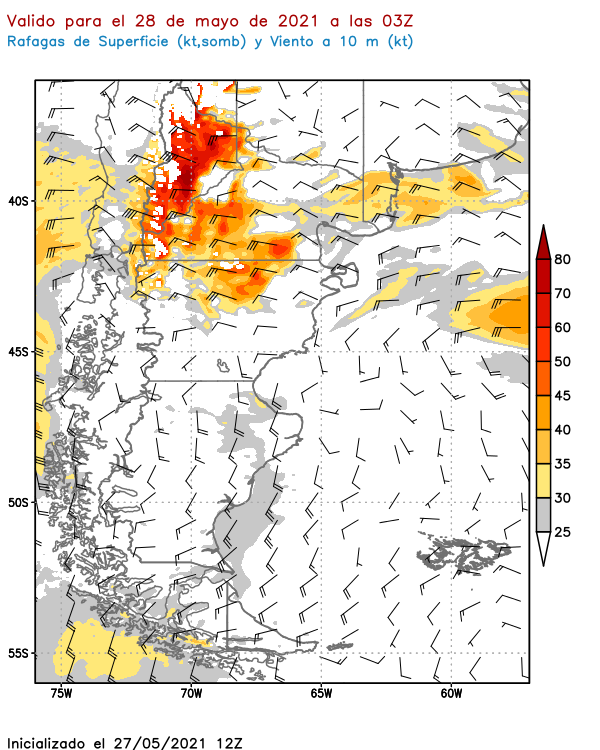 Valido para el 28 de mayo de 2021 a las 03Z
Rafagas de Superficie (kt,somb) y Viento a 10 m (kt)
40S
45S
50S
55S
75W
70W
65W
60W
80
70
60
50
45
40
35
30
25
Inicializado el 27/05/2021 12Z